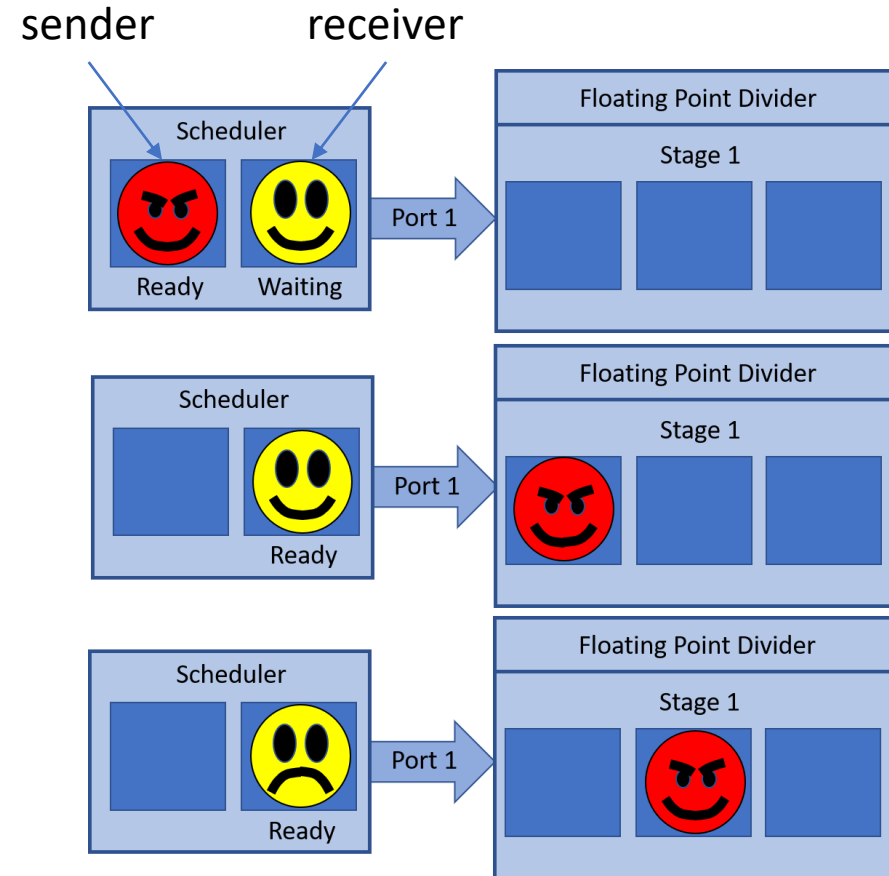 sender receiver
Scheduler
Ready Waiting
Port 1
Floating Point Divider
Stage 1
Scheduler
Ready
Port 1
Floating Point Divider
Stage 1
Scheduler
Ready
Port 1
Floating Point Divider
Stage 1